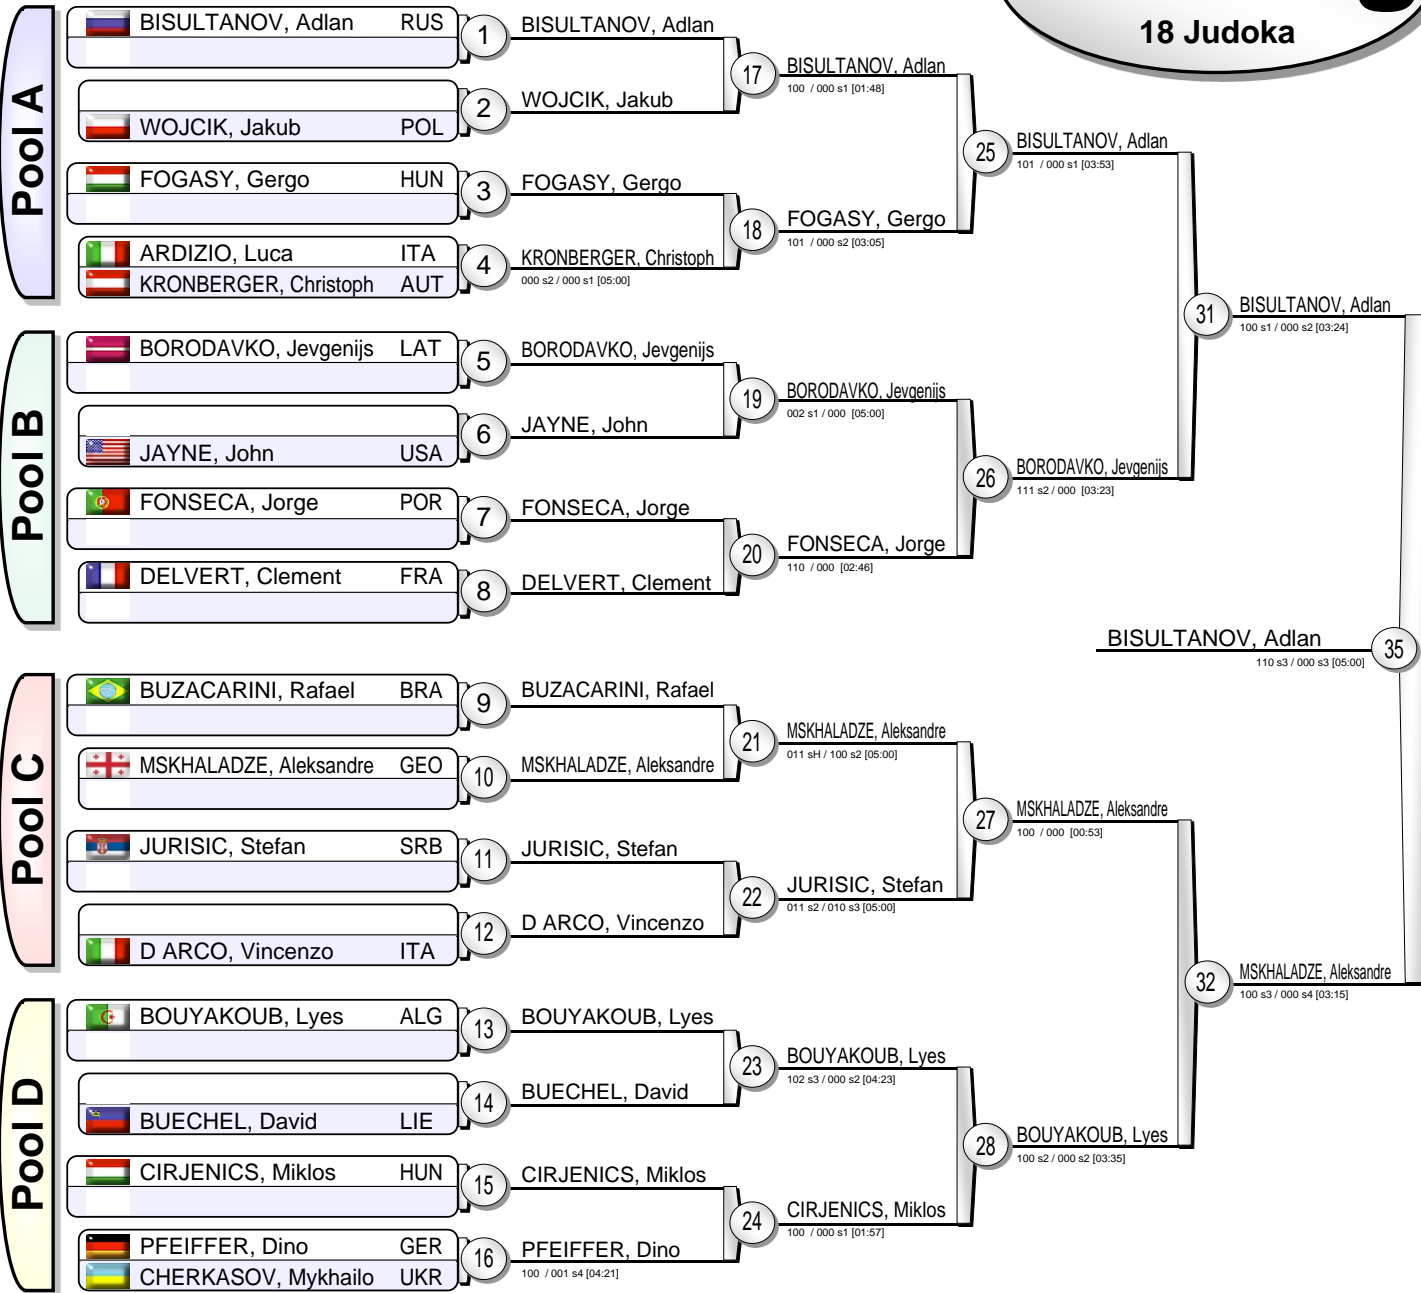 18 Judoka
Pool A
BISULTANOV, Adlan RUS
1
BISULTANOV, Adlan
WOJCIK, Jakub POL
2
WOJCIK, Jakub
17
BISULTANOV, Adlan
100 / 000 s1 [01:48]
FOGASY, Gergo HUN
3
FOGASY, Gergo
ARDIZIO, Luca ITA
KRONBERGER, Christoph AUT
4
KRONBERGER, Christoph
000 s2 / 000 s1 [05:00]
18
FOGASY, Gergo
101 / 000 s2 [03:05]
25
BISULTANOV, Adlan
101 / 000 s1 [03:53]
Pool B
BORODAVKO, Jevgenijs LAT
5
BORODAVKO, Jevgenijs
JAYNE, John USA
6
JAYNE, John
19
BORODAVKO, Jevgenijs
002 s1 / 000 [05:00]
FONSECA, Jorge POR
7
FONSECA, Jorge
DELVERT, Clement FRA
8
DELVERT, Clement
20
FONSECA, Jorge
110 / 000 [02:46]
26
BORODAVKO, Jevgenijs
111 s2 / 000 [03:23]
31
BISULTANOV, Adlan
100 s1 / 000 s2 [03:24]
BISULTANOV, Adlan
110 s3 / 000 s3 [05:00]
35
Pool C
BUZACARINI, Rafael BRA
9
BUZACARINI, Rafael
MSKHALADZE, Aleksandre GEO
10
MSKHALADZE, Aleksandre
21
MSKHALADZE, Aleksandre
011 sH / 100 s2 [05:00]
JURISIC, Stefan SRB
11
JURISIC, Stefan
D ARCO, Vincenzo ITA
12
D ARCO, Vincenzo
22
JURISIC, Stefan
011 s2 / 010 s3 [05:00]
27
MSKHALADZE, Aleksandre
100 / 000 [00:53]
Pool D
BOUYAKOUB, Lyes ALG
13
BOUYAKOUB, Lyes
BUECHEL, David LIE
14
BUECHEL, David
23
BOUYAKOUB, Lyes
102 s3 / 000 s2 [04:23]
CIRJENICS, Miklos HUN
15
CIRJENICS, Miklos
PFEIFFER, Dino GER
CHERKASOV, Mykhailo UKR
16
PFEIFFER, Dino
100 / 001 s4 [04:21]
24
CIRJENICS, Miklos
100 / 000 s1 [01:57]
28
BOUYAKOUB, Lyes
100 s2 / 000 s2 [03:35]
32
MSKHALADZE, Aleksandre
100 s3 / 000 s4 [03:15]